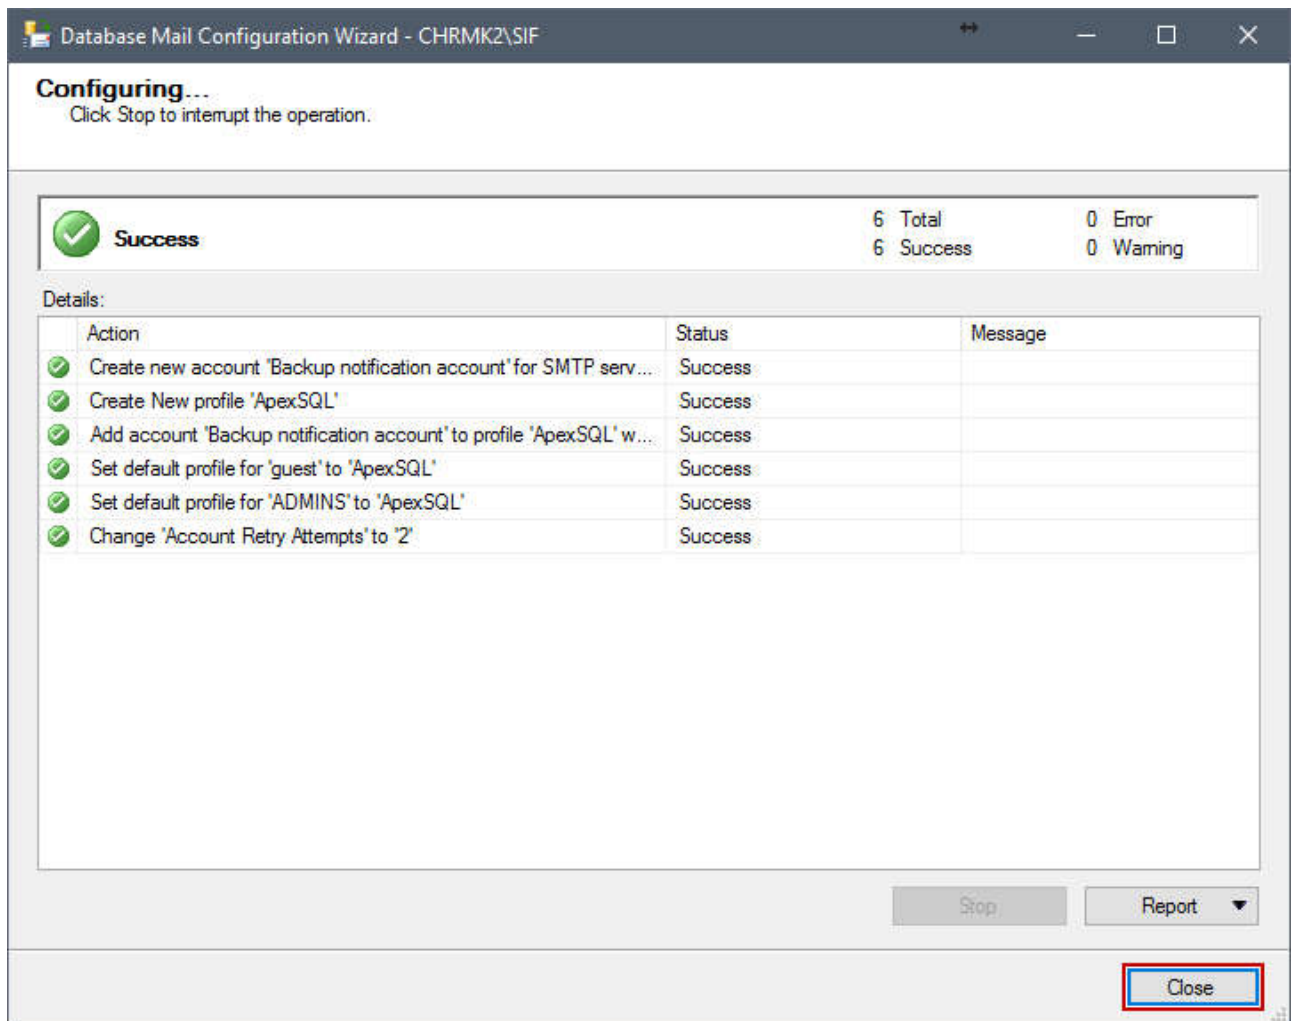 Database Mail Configuration Wizard - CHRMK2\SIF
Configuring...
Click Stop to interrupt the operation.
Success
6 Total
0 Error
6 Success
0 Warning
Details:
Action Status Message
Create new account 'Backup notification account' for SMTP serv... Success
Create New profile 'ApexSQL' Success
Add account 'Backup notification account' to profile 'ApexSQL' w... Success
Set default profile for 'guest' to 'ApexSQL' Success
Set default profile for 'ADMINS' to 'ApexSQL' Success
Change 'Account Retry Attempts' to '2' Success
Stop Report
Close